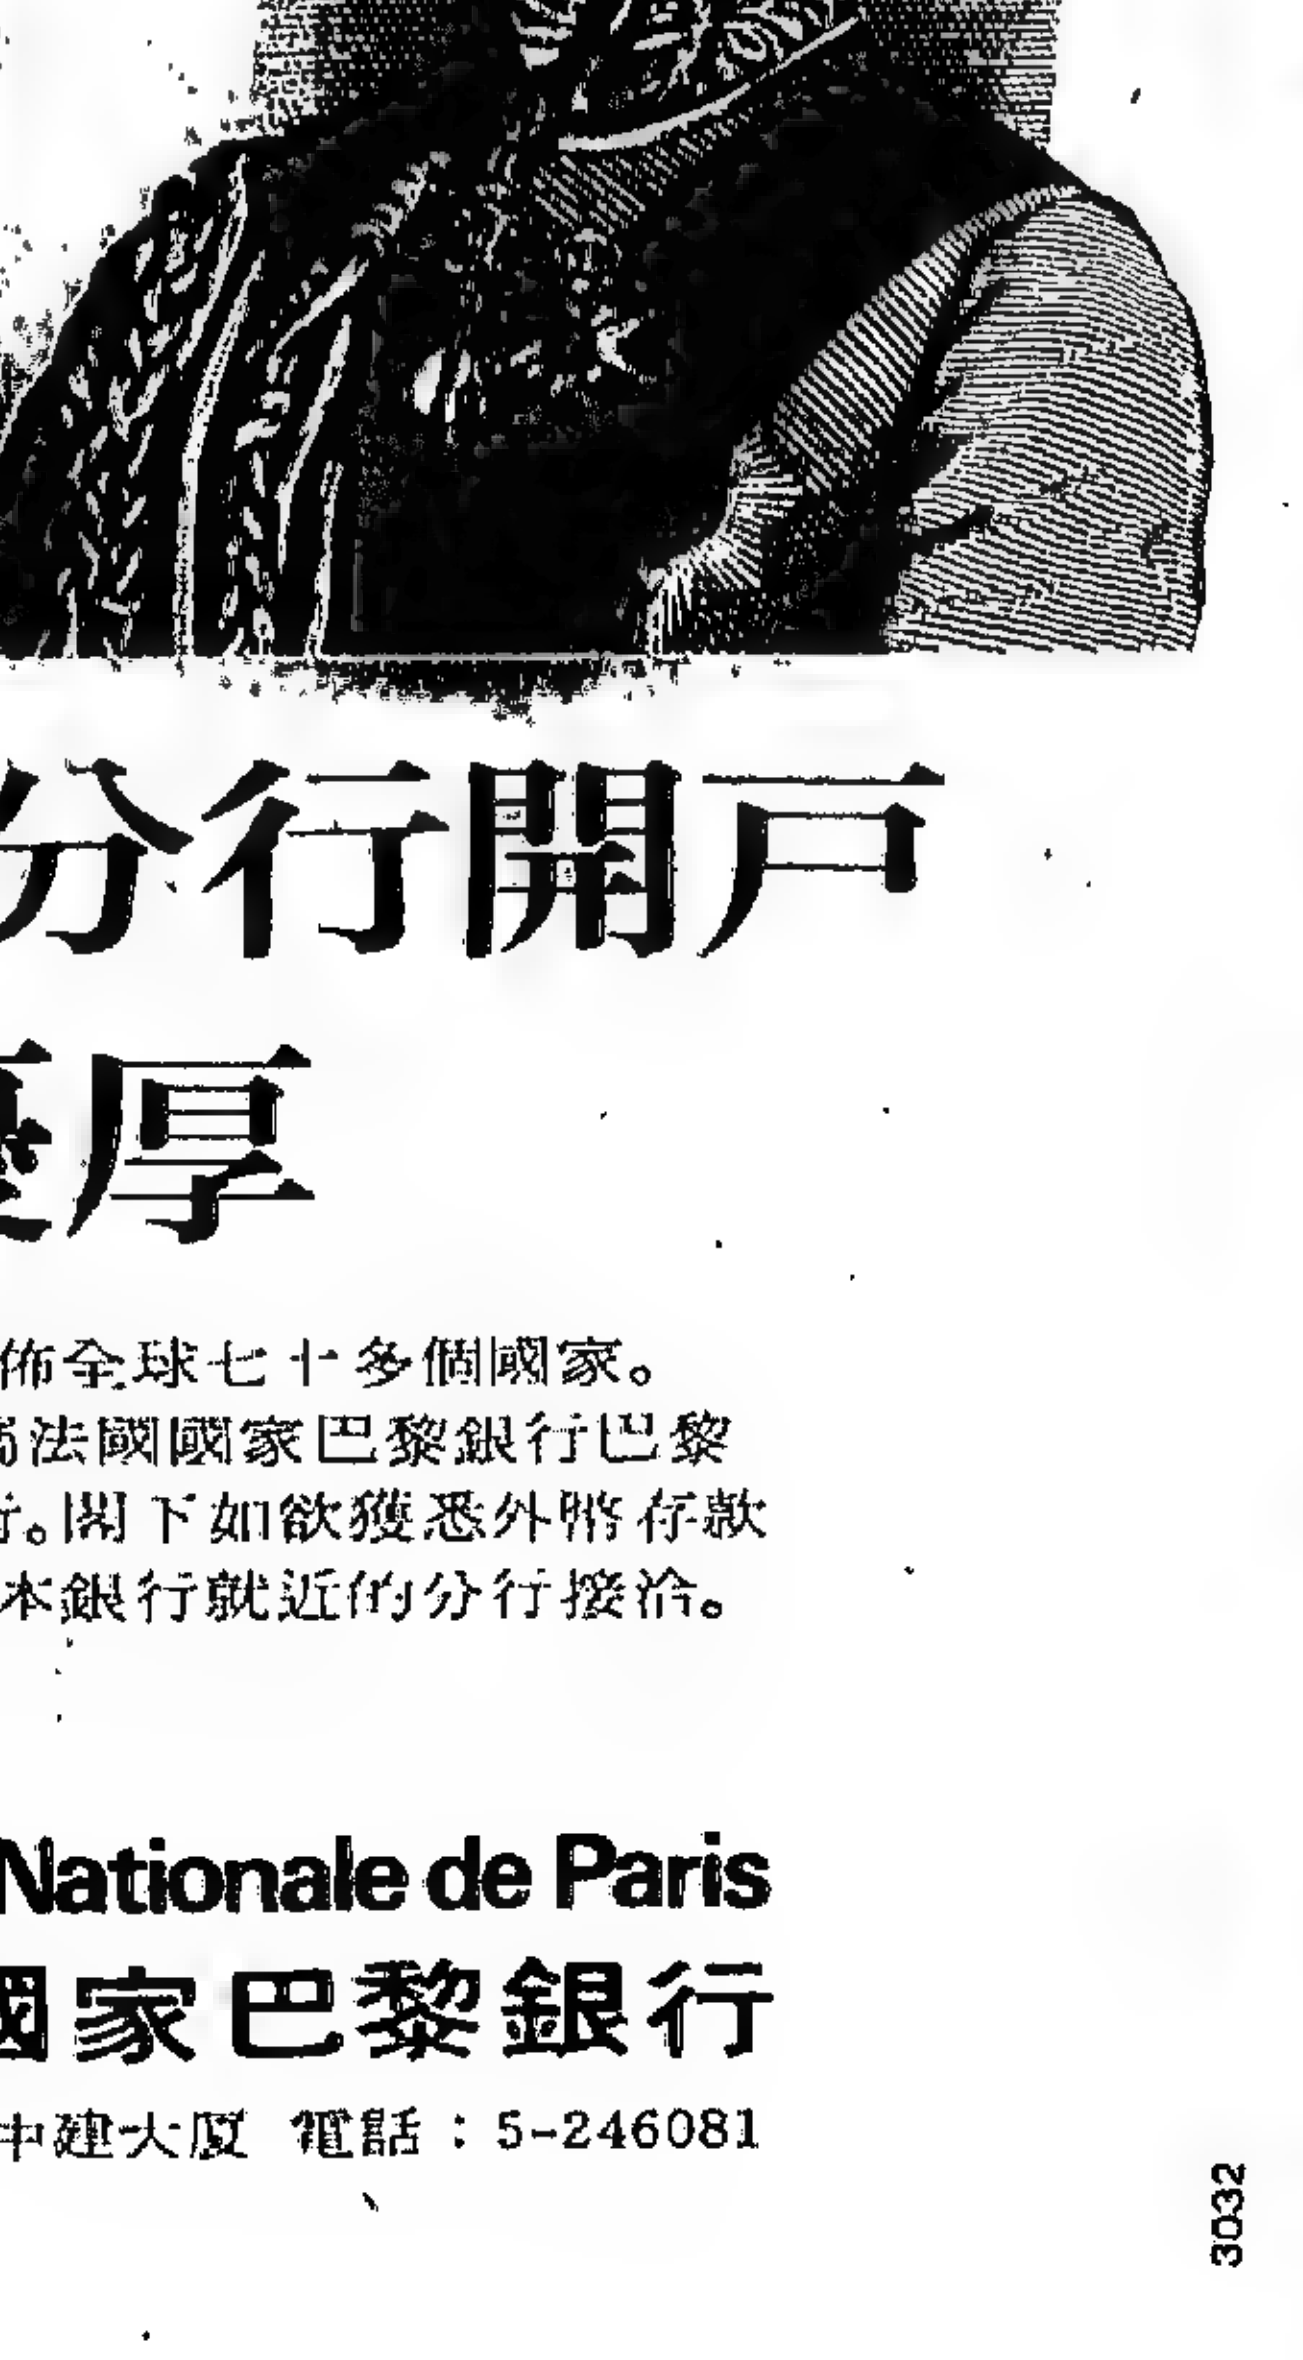 分行開戶
優厚
佈全球七十多個國家。
法國國家巴黎銀行巴黎
行。閣下如欲獲悉外幣存款
本銀行就近的分行接洽。
Nationale de Paris
國家巴黎銀行
中建大廈 電話：5-246081
3032